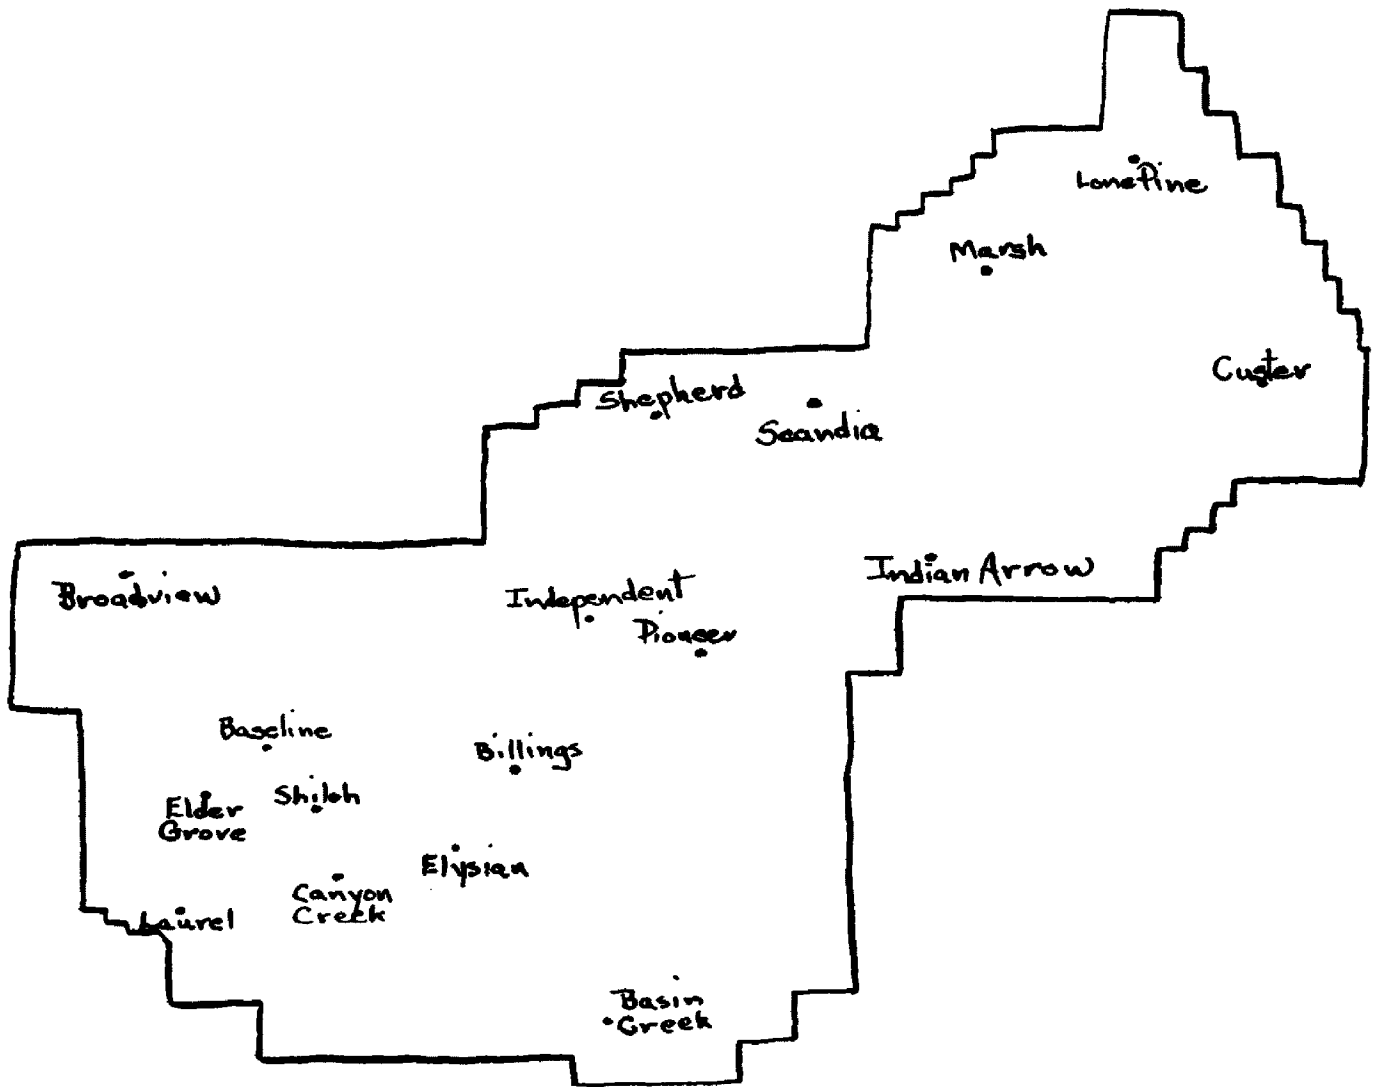 LonePine
Marsh
Custer
Shepherd
Scandia
Indian Arrow
Broadview
Independent
Pioneer
Baseline
Billings
Shiloh
Elder
Grove
Elysian
Canyon
Creek
Laurel
Basin
Creek